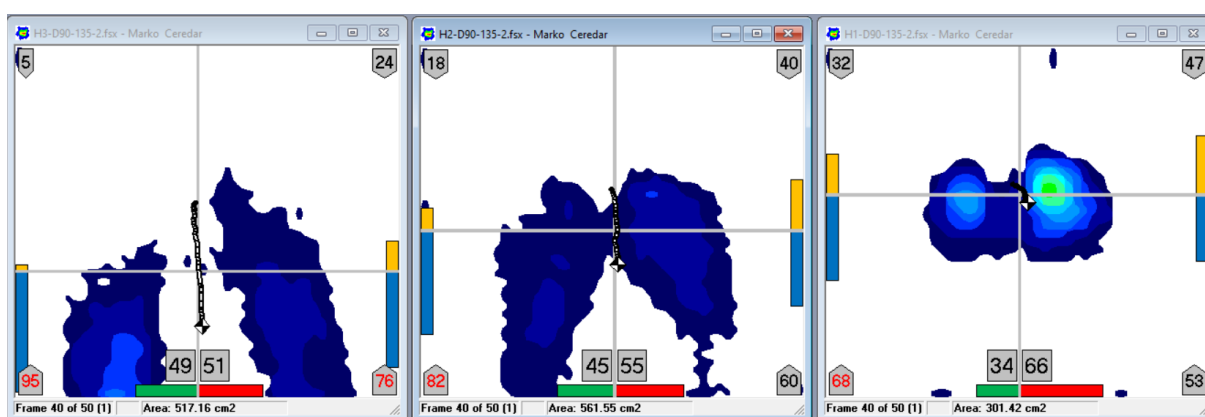 H3-D90-135-2.fsx - Marko Ceredar
5
24
49 51
95
76
Frame 40 of 50 (1) Area: 517.16 cm2
H2-D90-135-2.fsx - Marko Ceredar
18
40
45 55
82
60
Frame 40 of 50 (1) Area: 561.55 cm2
H1-D90-135-2.fsx - Marko Ceredar
32
47
34 66
68
53
Frame 40 of 50 (1) Area: 301.42 cm2